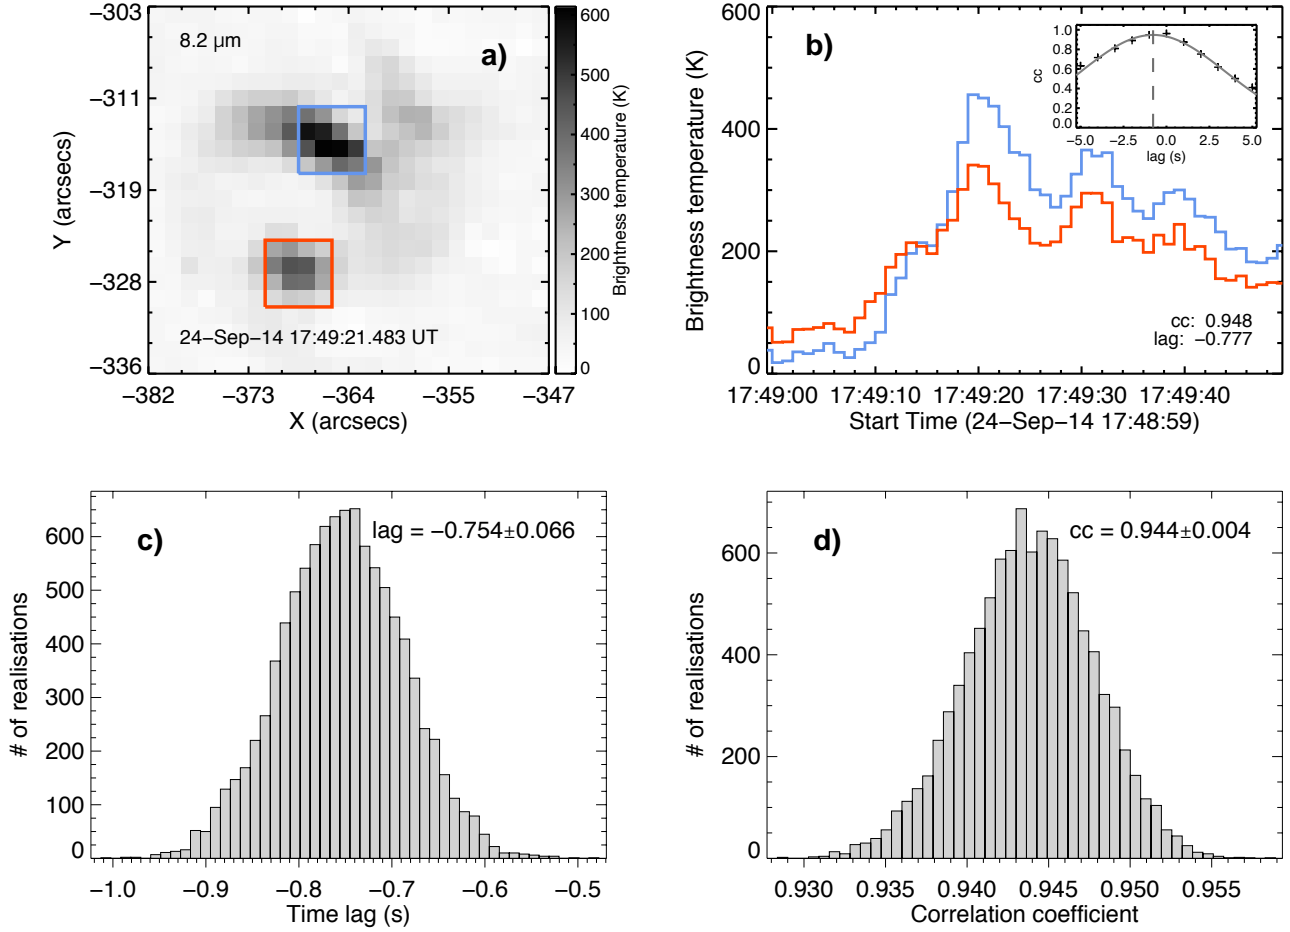 8.2 µm
a)
24−Sep−14 17:49:21.483 UT
−303
−311
−319
−328
−336
Y (arcsecs)
−382 −373 −364 −355 −347
X (arcsecs)
600
500
400
300
200
100
0
Brightness temperature (K)
b)
600
400
200
0
Brightness temperature (K)
1.0
0.8
0.6
0.4
0.2
0.0
cc
−5.0 −2.5 0.0 2.5 5.0
lag (s)
cc: 0.948
lag: −0.777
17:49:00 17:49:10 17:49:20 17:49:30 17:49:40
Start Time (24−Sep−14 17:48:59)
c)
lag = −0.754±0.066
600
500
400
300
200
100
0
# of realisations
−1.0 −0.9 −0.8 −0.7 −0.6 −0.5
Time lag (s)
d)
cc = 0.944±0.004
600
400
200
0
# of realisations
0.930 0.935 0.940 0.945 0.950 0.955
Correlation coefficient